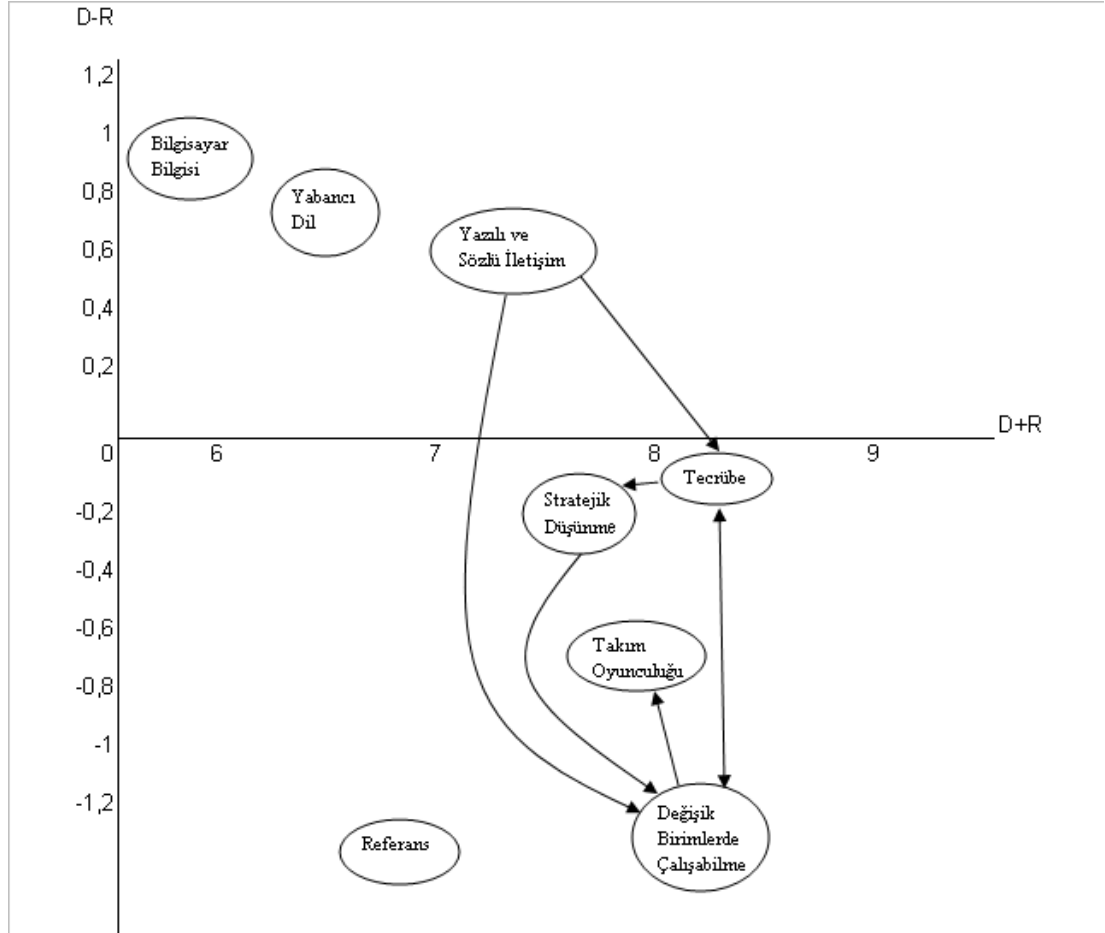 D-R
1,2
1
Bilgisayar
Bilgisi
0,8
Yabancı
Dil
0,6
Yazılı ve
Sözlü İletişim
0,4
0,2
D+R
0
6
7
8
9
Tecrübe
-0,2
Stratejik
Düşünme
-0,4
-0,6
Takım
Oyunculuğu
-0,8
-1
-1,2
Değişik
Birimlerde
Çalışabilme
Referans